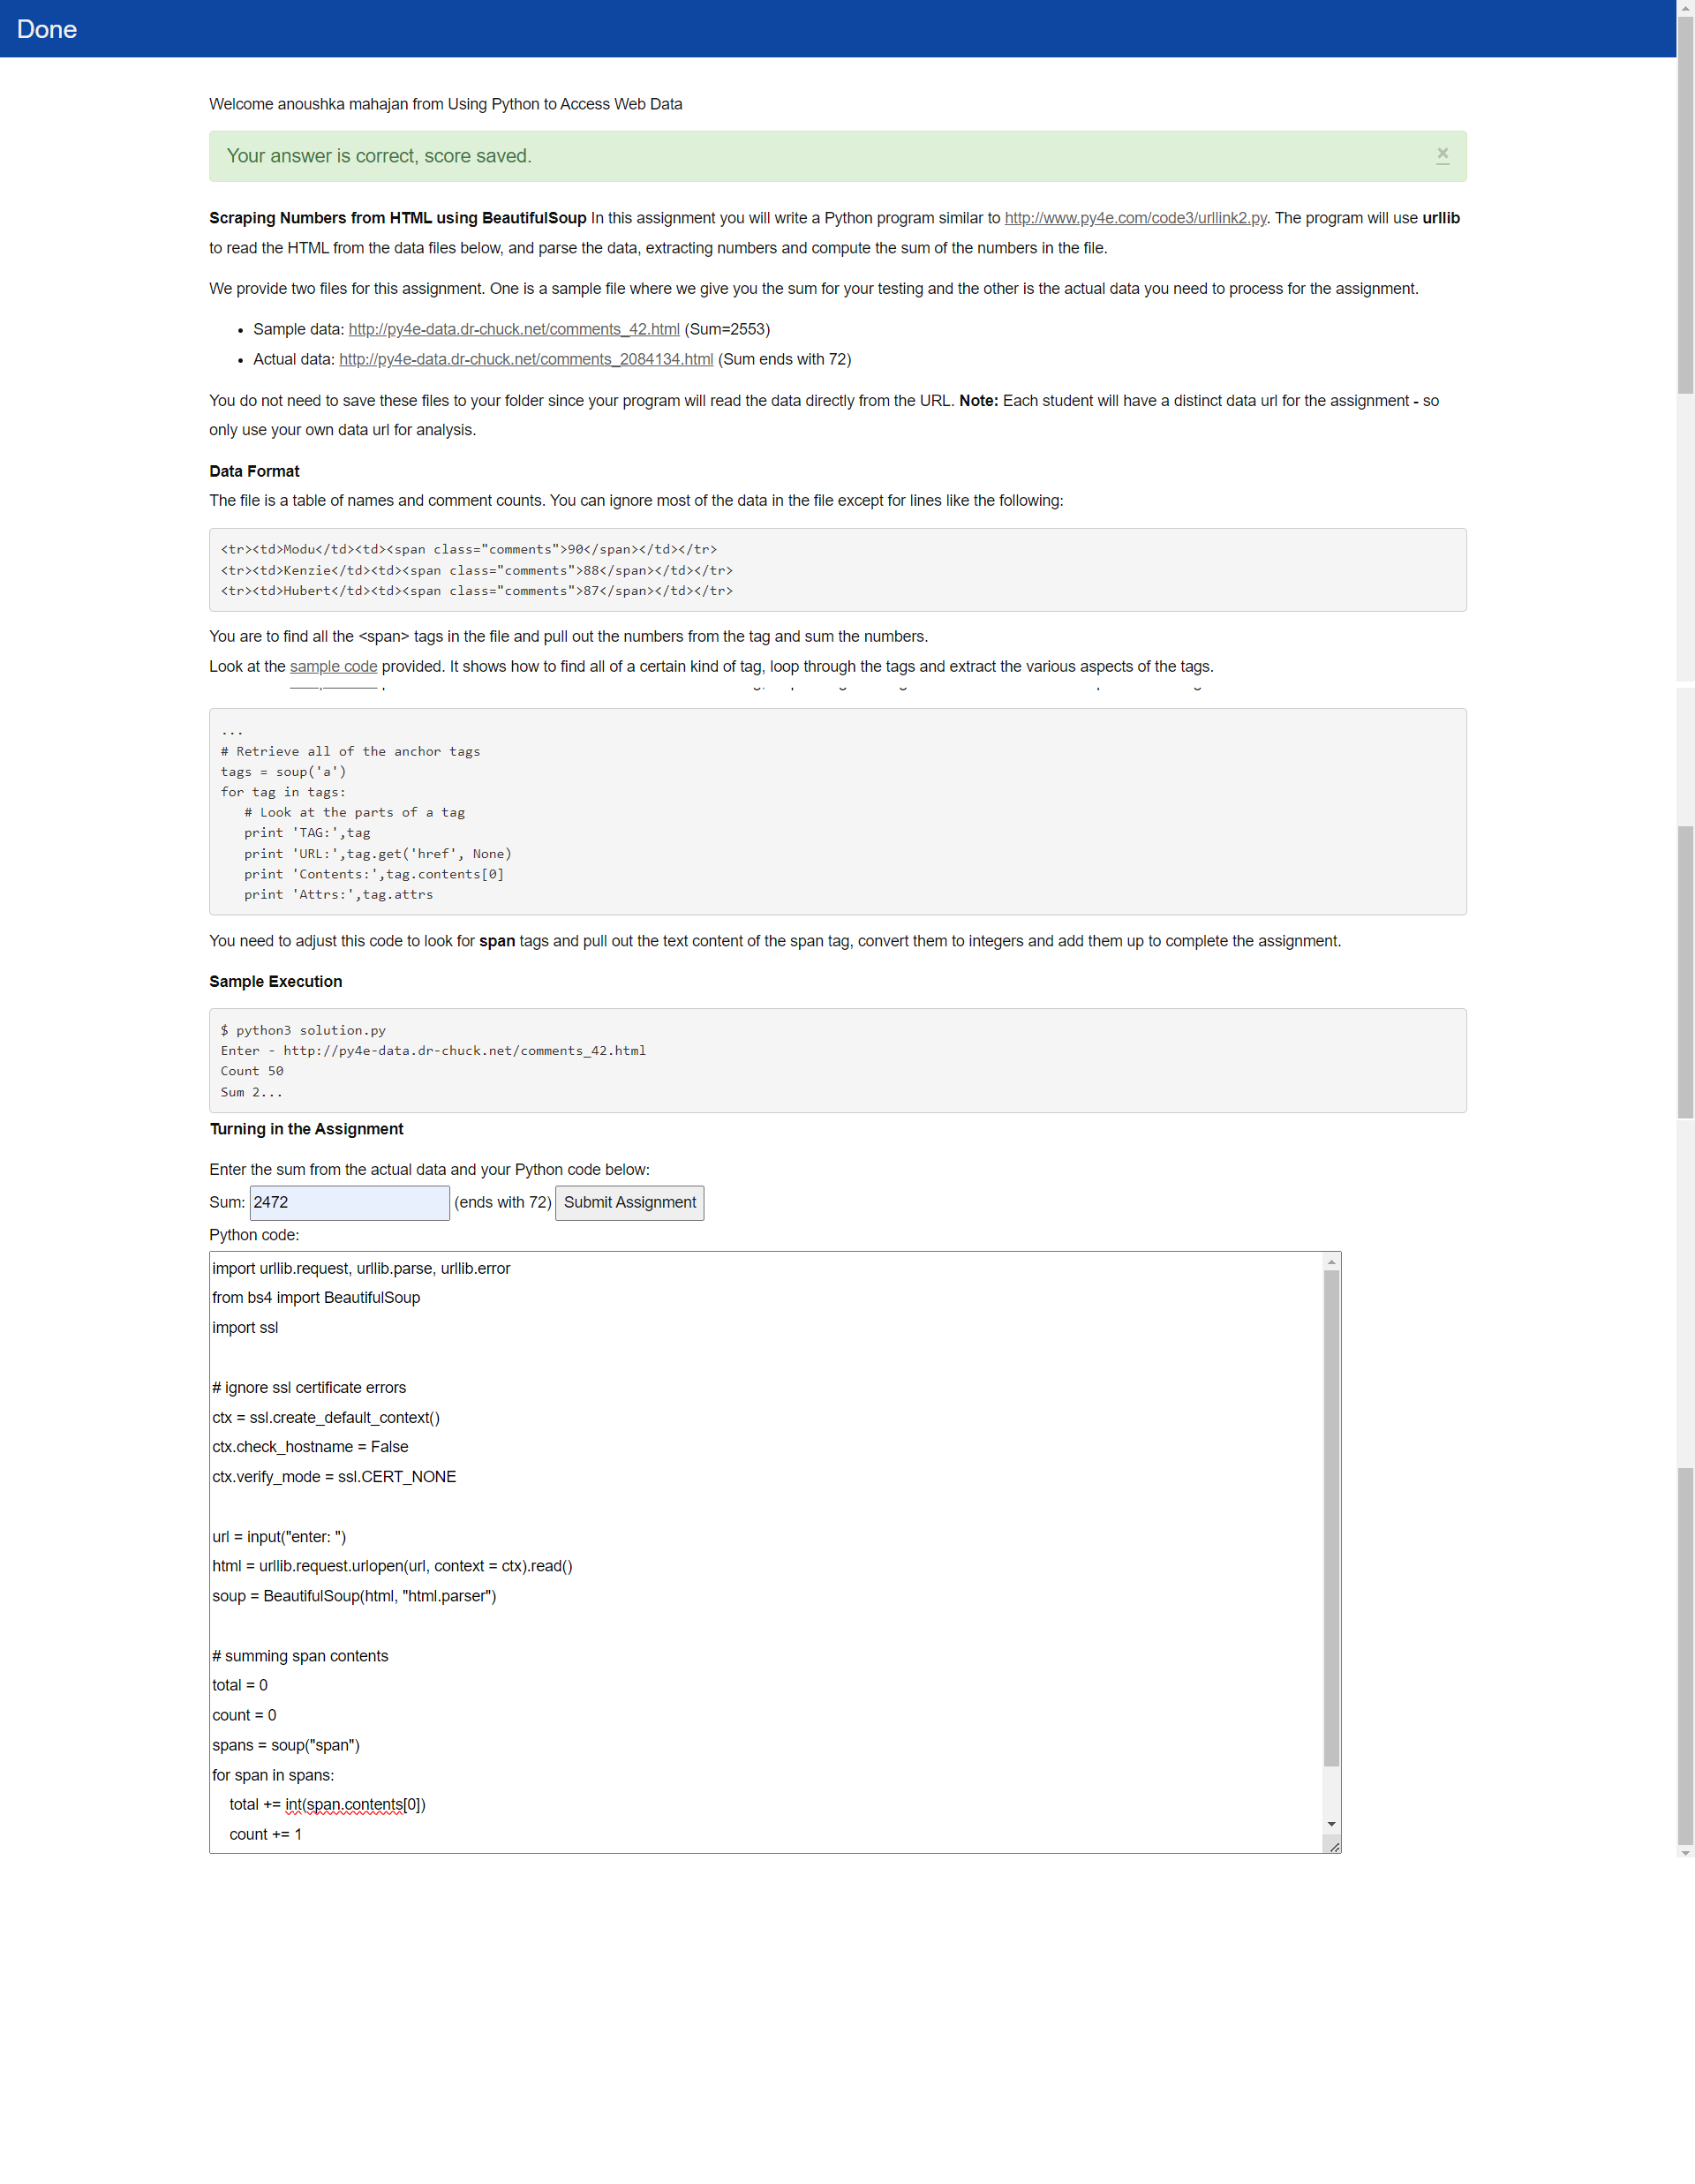 Done
Welcome anoushka mahajan from Using Python to Access Web Data
Your answer is correct, score saved.
×
Scraping Numbers from HTML using BeautifulSoup In this assignment you will write a Python program similar to http://www.py4e.com/code3/urllink2.py. The program will use urllib
to read the HTML from the data files below, and parse the data, extracting numbers and compute the sum of the numbers in the file.
We provide two files for this assignment. One is a sample file where we give you the sum for your testing and the other is the actual data you need to process for the assignment.
• Sample data: http://py4e-data.dr-chuck.net/comments_42.html (Sum=2553)
• Actual data: http://py4e-data.dr-chuck.net/comments_2084134.html (Sum ends with 72)
You do not need to save these files to your folder since your program will read the data directly from the URL. Note: Each student will have a distinct data url for the assignment - so
only use your own data url for analysis.
Data Format
The file is a table of names and comment counts. You can ignore most of the data in the file except for lines like the following:
<tr><td>Modu</td><td><span class="comments">90</span></td></tr>
<tr><td>Kenzie</td><td><span class="comments">88</span></td></tr>
<tr><td>Hubert</td><td><span class="comments">87</span></td></tr>
You are to find all the <span> tags in the file and pull out the numbers from the tag and sum the numbers.
Look at the sample code provided. It shows how to find all of a certain kind of tag, loop through the tags and extract the various aspects of the tags.
...
# Retrieve all of the anchor tags
tags = soup('a')
for tag in tags:
   # Look at the parts of a tag
   print 'TAG:',tag
   print 'URL:',tag.get('href', None)
   print 'Contents:',tag.contents[0]
   print 'Attrs:',tag.attrs
You need to adjust this code to look for span tags and pull out the text content of the span tag, convert them to integers and add them up to complete the assignment.
Sample Execution
$ python3 solution.py
Enter - http://py4e-data.dr-chuck.net/comments_42.html
Count 50
Sum 2...
Turning in the Assignment
Enter the sum from the actual data and your Python code below:
Sum: 2472 (ends with 72) Submit Assignment
Python code:
import urllib.request, urllib.parse, urllib.error
from bs4 import BeautifulSoup
import ssl
# ignore ssl certificate errors
ctx = ssl.create_default_context()
ctx.check_hostname = False
ctx.verify_mode = ssl.CERT_NONE
url = input("enter: ")
html = urllib.request.urlopen(url, context = ctx).read()
soup = BeautifulSoup(html, "html.parser")
# summing span contents
total = 0
count = 0
spans = soup("span")
for span in spans:
    total += int(span.contents[0])
    count += 1